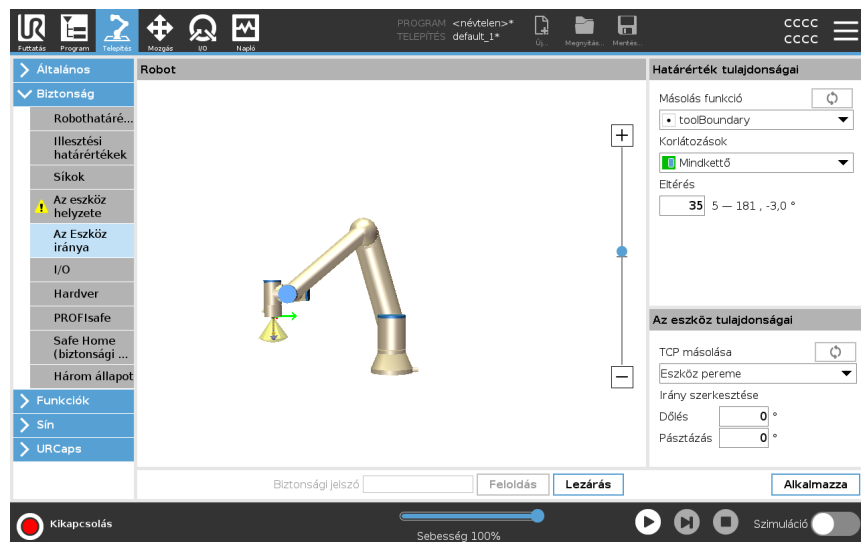 PROGRAM <névtelen>*
TELEPÍTÉS default_1*
cccc
cccc
Futtatás Program Telepítés Mozgás I/O Napló Új... Megnyitás... Mentés...
Általános
Biztonság
Robothatáré...
Illesztési
határértékek
Síkok
Az eszköz
helyzete
Az Eszköz
iránya
I/O
Hardver
PROFIsafe
Safe Home
(biztonsági ...
Három állapot
Funkciók
Sín
URCaps
Robot
Határérték tulajdonságai
Másolás funkció
toolBoundary
Korlátozások
Mindkettő
Eltérés
35 5 — 181 , -3,0 °
Az eszköz tulajdonságai
TCP másolása
Eszköz pereme
Irány szerkesztése
Dőlés 0 °
Pásztázás 0 °
Biztonsági jelszó Feloldás Lezárás Alkalmazza
Kikapcsolás
Sebesség 100%
Szimuláció